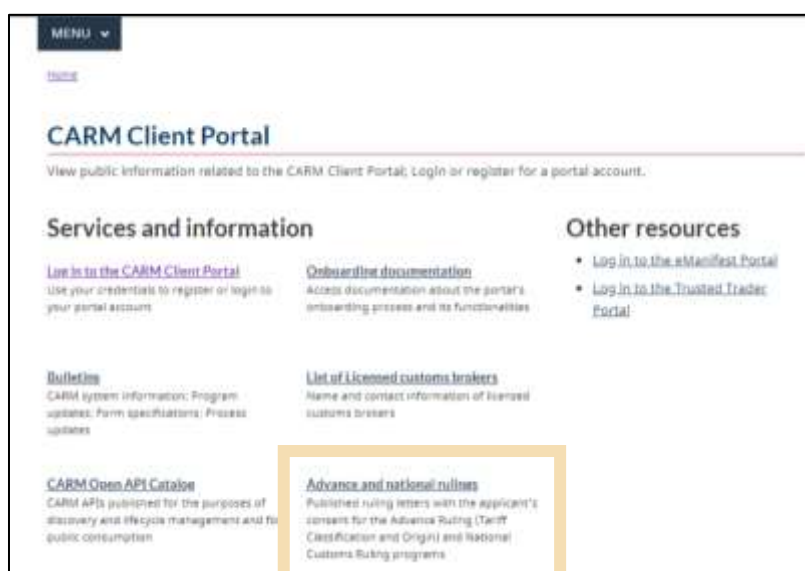 MENU
Home
CARM Client Portal
View public information related to the CARM Client Portal; Login or register for a portal account.
Services and information
Log in to the CARM Client Portal
Use your credentials to register or login to
your portal account
Onboarding documentation
Access documentation about the portal's
onboarding process and its functionalities
Bulletins
CARM system information; Program
updates; Form specifications; Process
updates
List of Licensed customs brokers
Name and contact information of licensed
customs brokers
CARM Open API Catalog
CARM APIs published for the purposes of
discovery and lifecycle management and for
public consumption
Advance and national rulings
Published ruling letters with the applicant's
consent for the Advance Ruling (Tariff
Classification and Origin) and National
Customs Ruling programs
Other resources
Log in to the eManifest Portal
Log in to the Trusted Trader
Portal